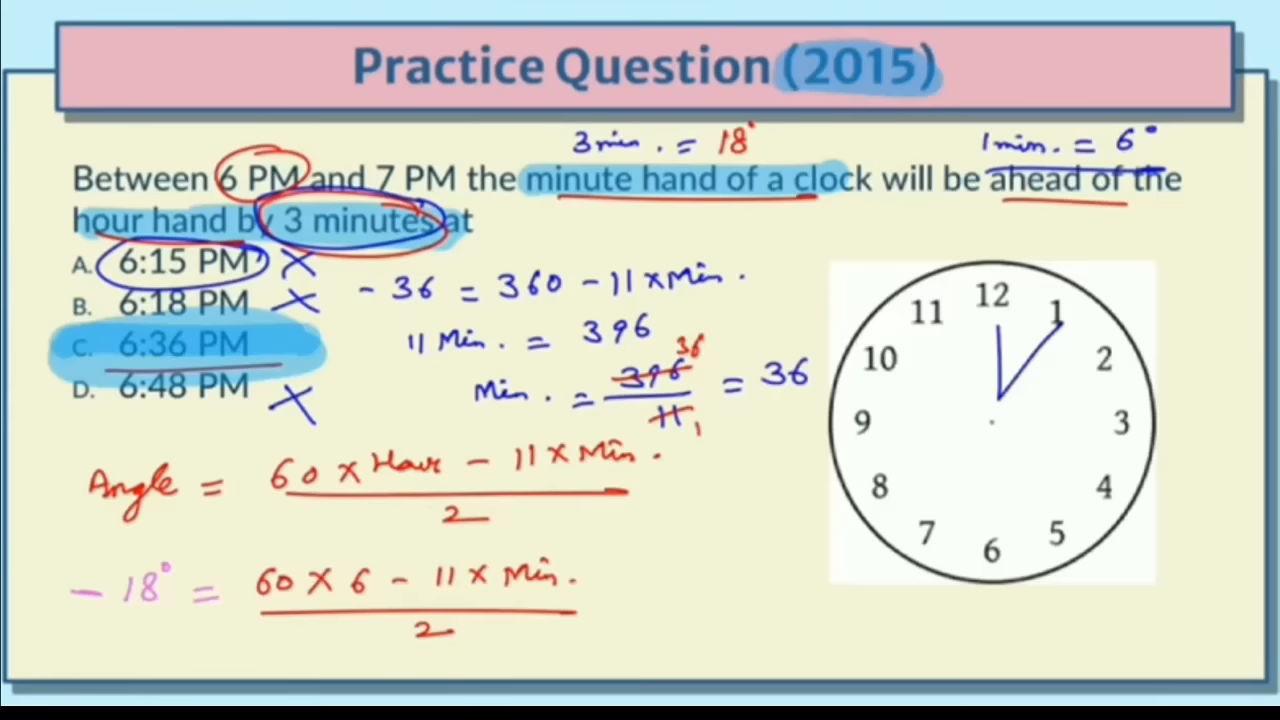 Practice Question (2015)
3 min. = 18°
1 min. = 6°
Between 6 PM and 7 PM the minute hand of a clock will be ahead of the
hour hand by 3 minutes at
A. 6:15 PM
B. 6:18 PM
C. 6:36 PM
D. 6:48 PM
- 36 = 360 - 11 × Min.
11 Min. = 396
Min. = 396 / 11 = 36
36
1
Angle = 60 × Hour - 11 × Min. / 2
- 18° = 60 × 6 - 11 × Min. / 2
12
1
2
3
4
5
6
7
8
9
10
11